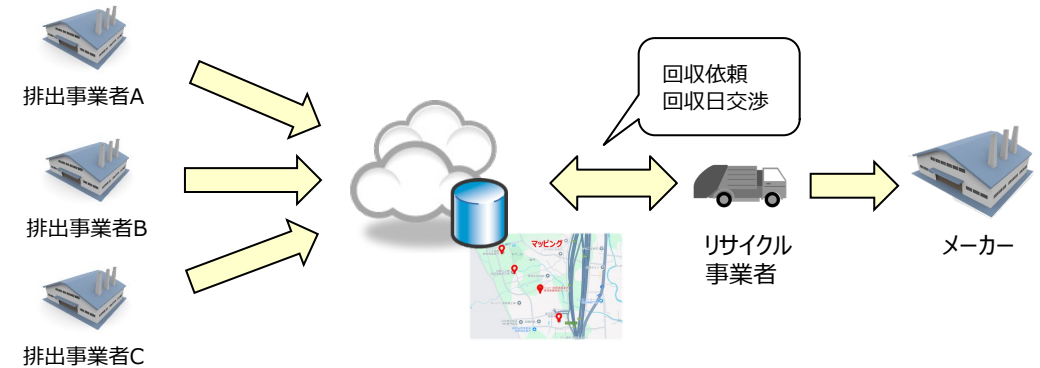 排出事業者A
排出事業者B
排出事業者C
マッピング
回収依頼
回収日交渉
リサイクル
事業者
メーカー